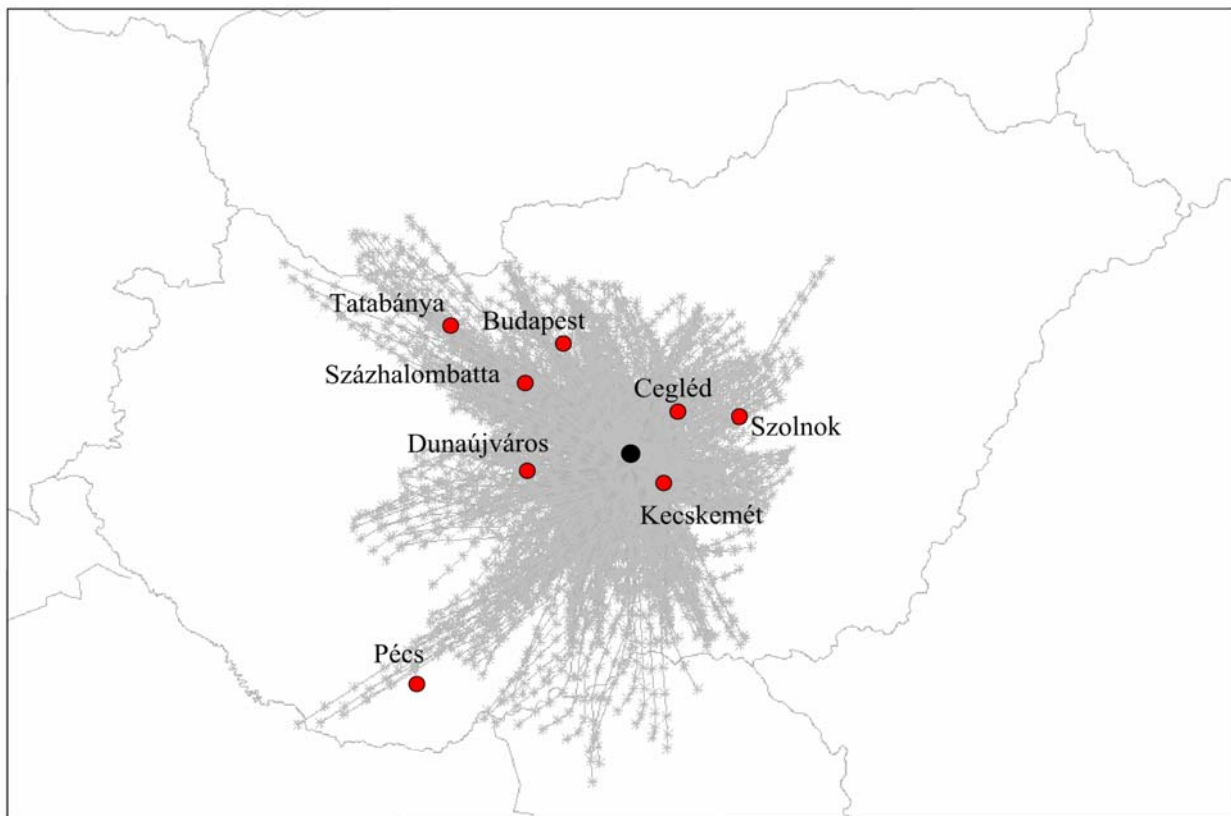 Tatabánya
Budapest
Százhalombatta
Cegléd
Szolnok
Dunaújváros
Kecskemét
Pécs